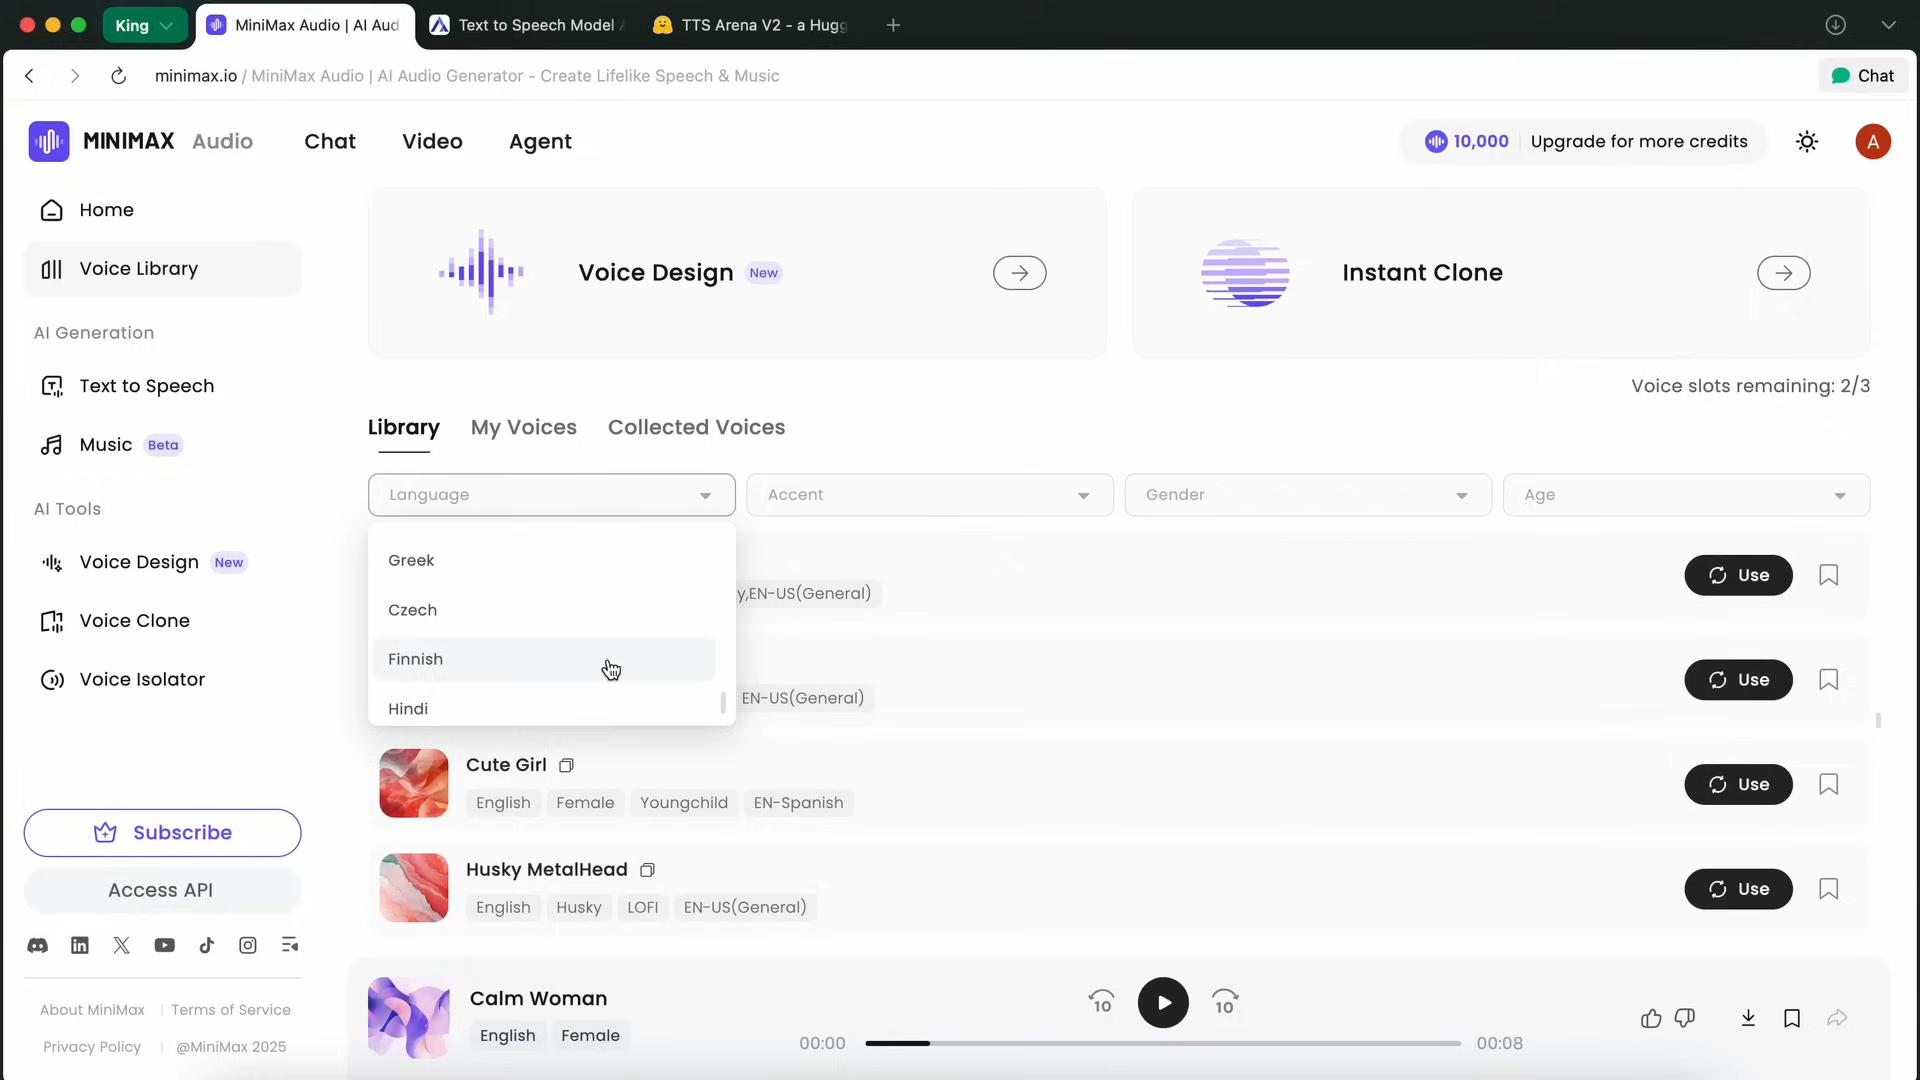 King
MiniMax Audio | AI Aud
Text to Speech Model
TTS Arena V2 - a Hugg
minimax.io / MiniMax Audio | AI Audio Generator - Create Lifelike Speech & Music
Chat
MINIMAX Audio
Chat
Video
Agent
10,000
Upgrade for more credits
A
Home
Voice Library
AI Generation
Text to Speech
Music Beta
AI Tools
Voice Design New
Voice Clone
Voice Isolator
Subscribe
Access API
About MiniMax | Terms of Service
Privacy Policy | @MiniMax 2025
Voice Design New
Instant Clone
Voice slots remaining: 2/3
Library
My Voices
Collected Voices
Language
Accent
Gender
Age
Greek
Czech
Finnish
Hindi
y,EN-US(General)
Use
EN-US(General)
Use
Cute Girl
English Female Youngchild EN-Spanish
Use
Husky MetalHead
English Husky LOFI EN-US(General)
Use
Calm Woman
English Female
10
10
00:00
00:08